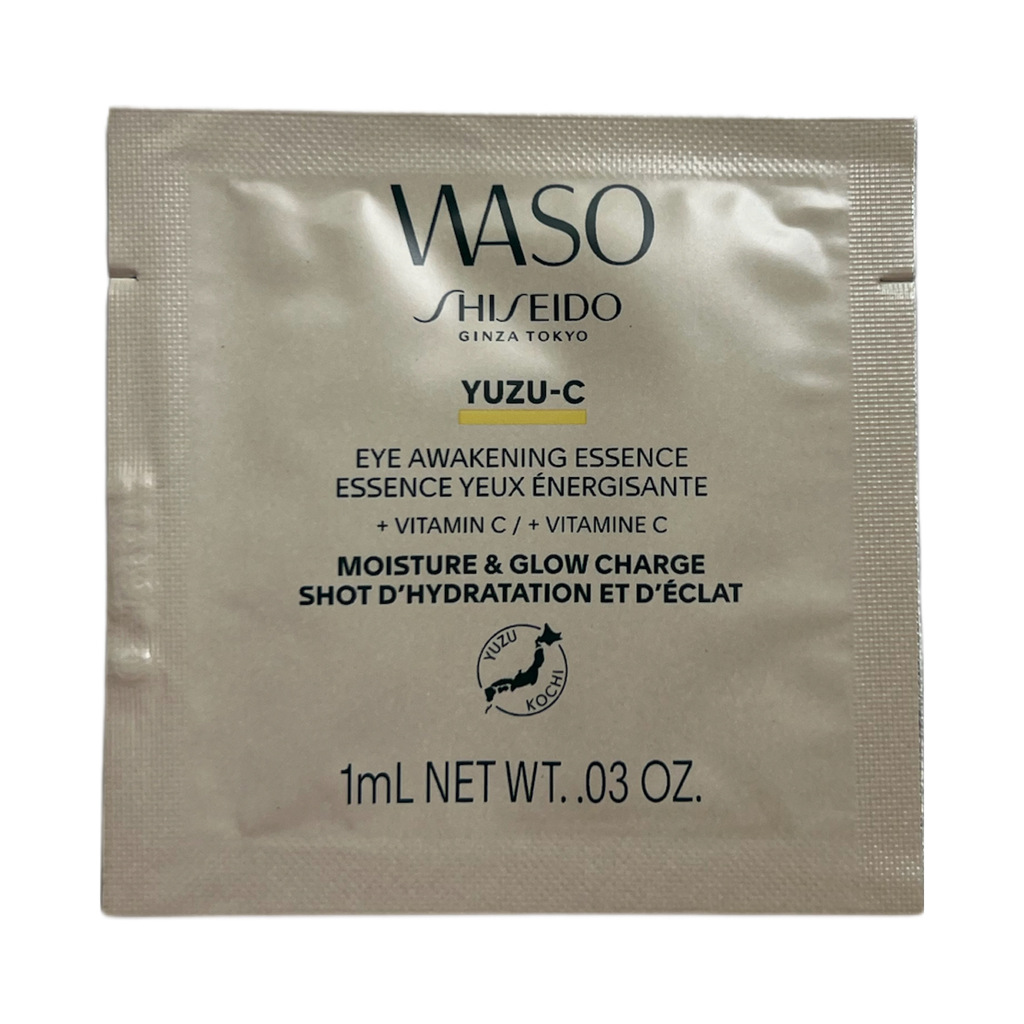 WASO
SHISEIDO
GINZA TOKYO
YUZU-C
EYE AWAKENING ESSENCE
ESSENCE YEUX ÉNERGISANTE
+ VITAMIN C / + VITAMINE C
MOISTURE & GLOW CHARGE
SHOT D'HYDRATATION ET D'ÉCLAT
YUZU
KOCHI
1mL NET WT. .03 OZ.